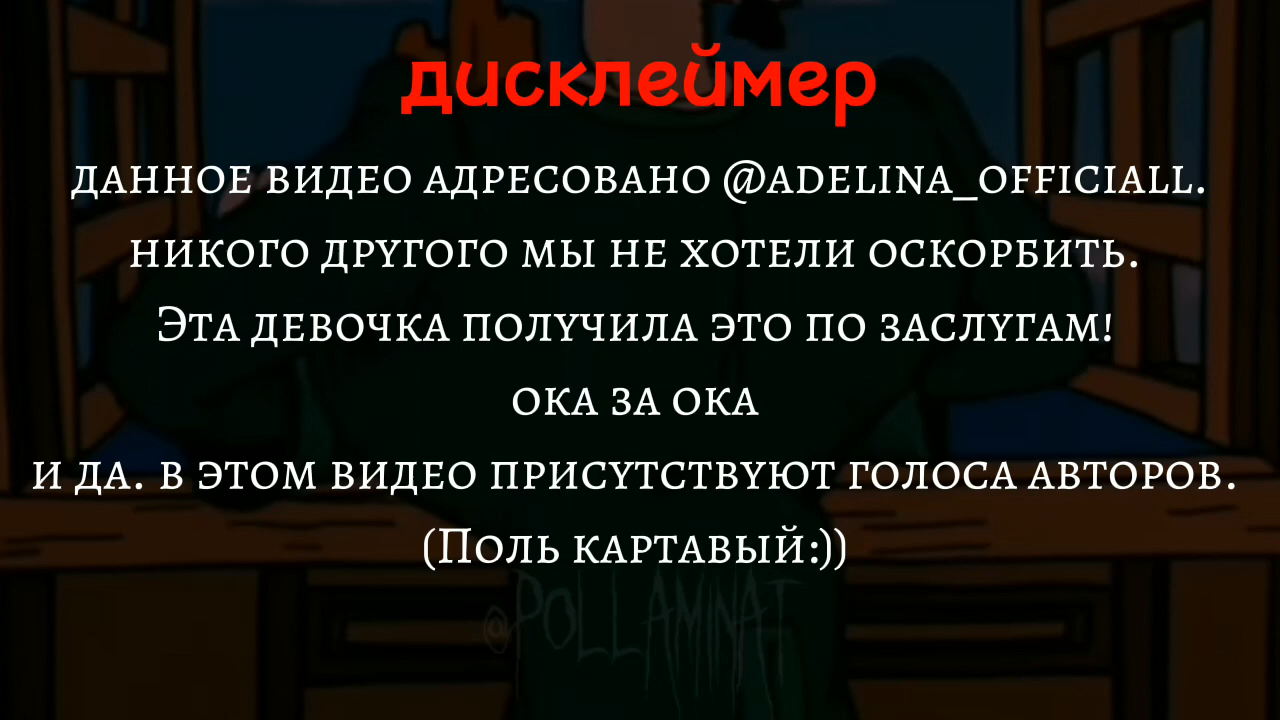 дисклеймер
данное видео адресовано @adelina_officiall.
никого другого мы не хотели оскорбить.
Эта девочка получила это по заслугам!
ока за ока
и да. в этом видео присутствуют голоса авторов.
(Поль картавый:))
@POLLAMINAT